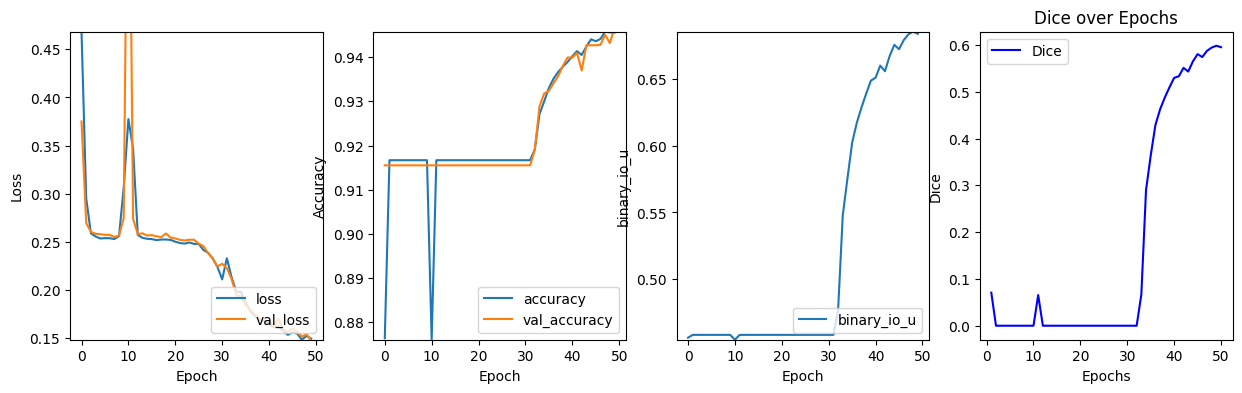 0.45
0.40
0.35
0.30
0.25
0.20
0.15
Loss
loss
val_loss
0 10 20 30 40 50
Epoch
0.94
0.93
0.92
0.91
0.90
0.89
0.88
Accuracy
accuracy
val_accuracy
0 10 20 30 40 50
Epoch
0.65
0.60
0.55
0.50
binary_io_u
binary_io_u
0 10 20 30 40 50
Epoch
Dice over Epochs
Dice
0.6
0.5
0.4
0.3
0.2
0.1
0.0
Dice
0 10 20 30 40 50
Epochs